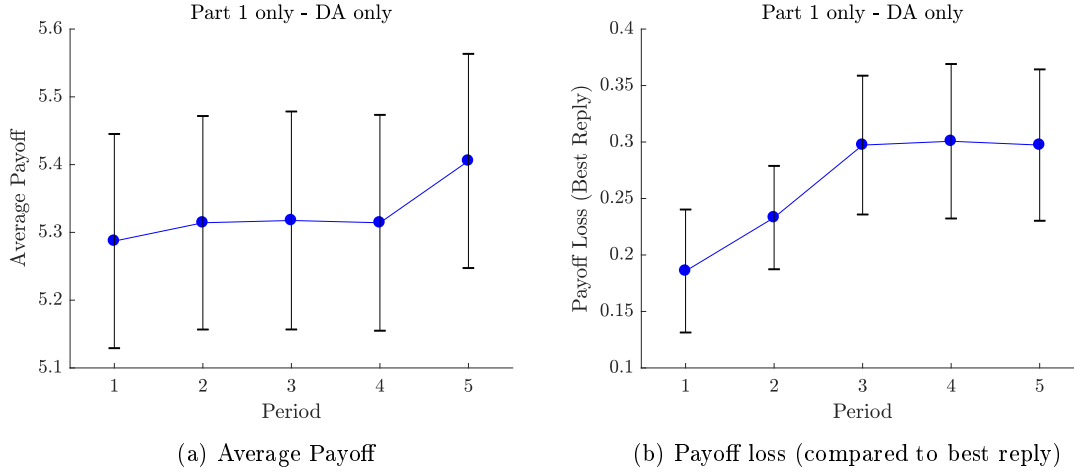 Part 1 only - DA only
5.6
5.5
5.4
5.3
5.2
5.1
Average Payoff
1 2 3 4 5
Period
(a) Average Payoff
Part 1 only - DA only
0.4
0.35
0.3
0.25
0.2
0.15
0.1
Payoff Loss (Best Reply)
1 2 3 4 5
Period
(b) Payoff loss (compared to best reply)